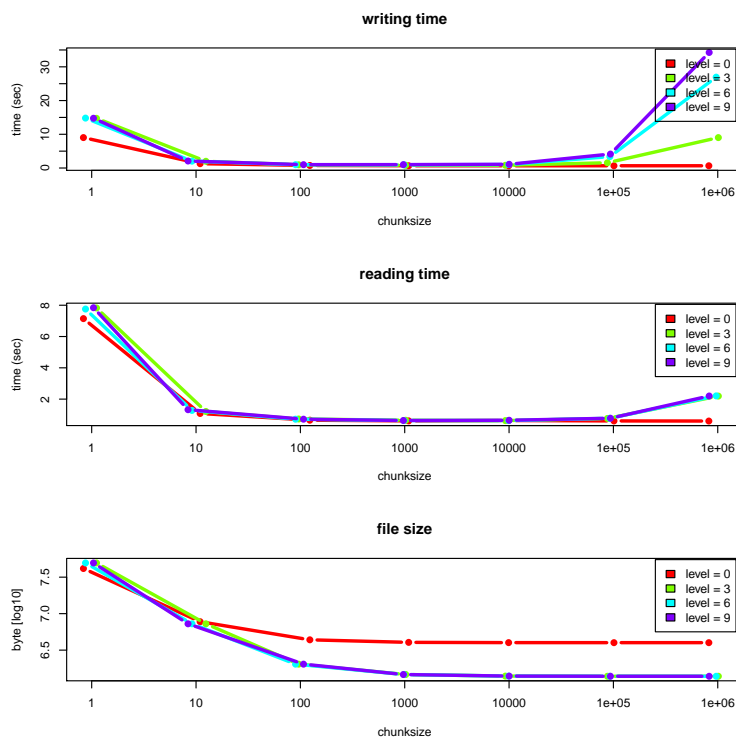 writing time
time (sec)
0
10
20
30
level = 0
level = 3
level = 6
level = 9
1
10
100
1000
10000
1e+05
1e+06
chunksize
reading time
time (sec)
2
4
6
8
level = 0
level = 3
level = 6
level = 9
1
10
100
1000
10000
1e+05
1e+06
chunksize
file size
byte [log10]
6.5
7.0
7.5
level = 0
level = 3
level = 6
level = 9
1
10
100
1000
10000
1e+05
1e+06
chunksize